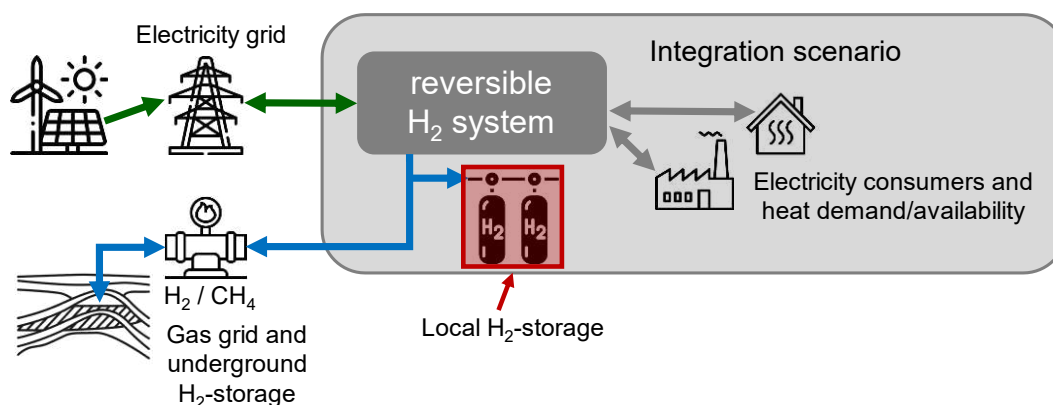 Electricity grid
Integration scenario
reversible
H₂ system
Electricity consumers and
heat demand/availability
H₂ H₂
H₂ / CH₄
Local H₂-storage
Gas grid and
underground
H₂-storage